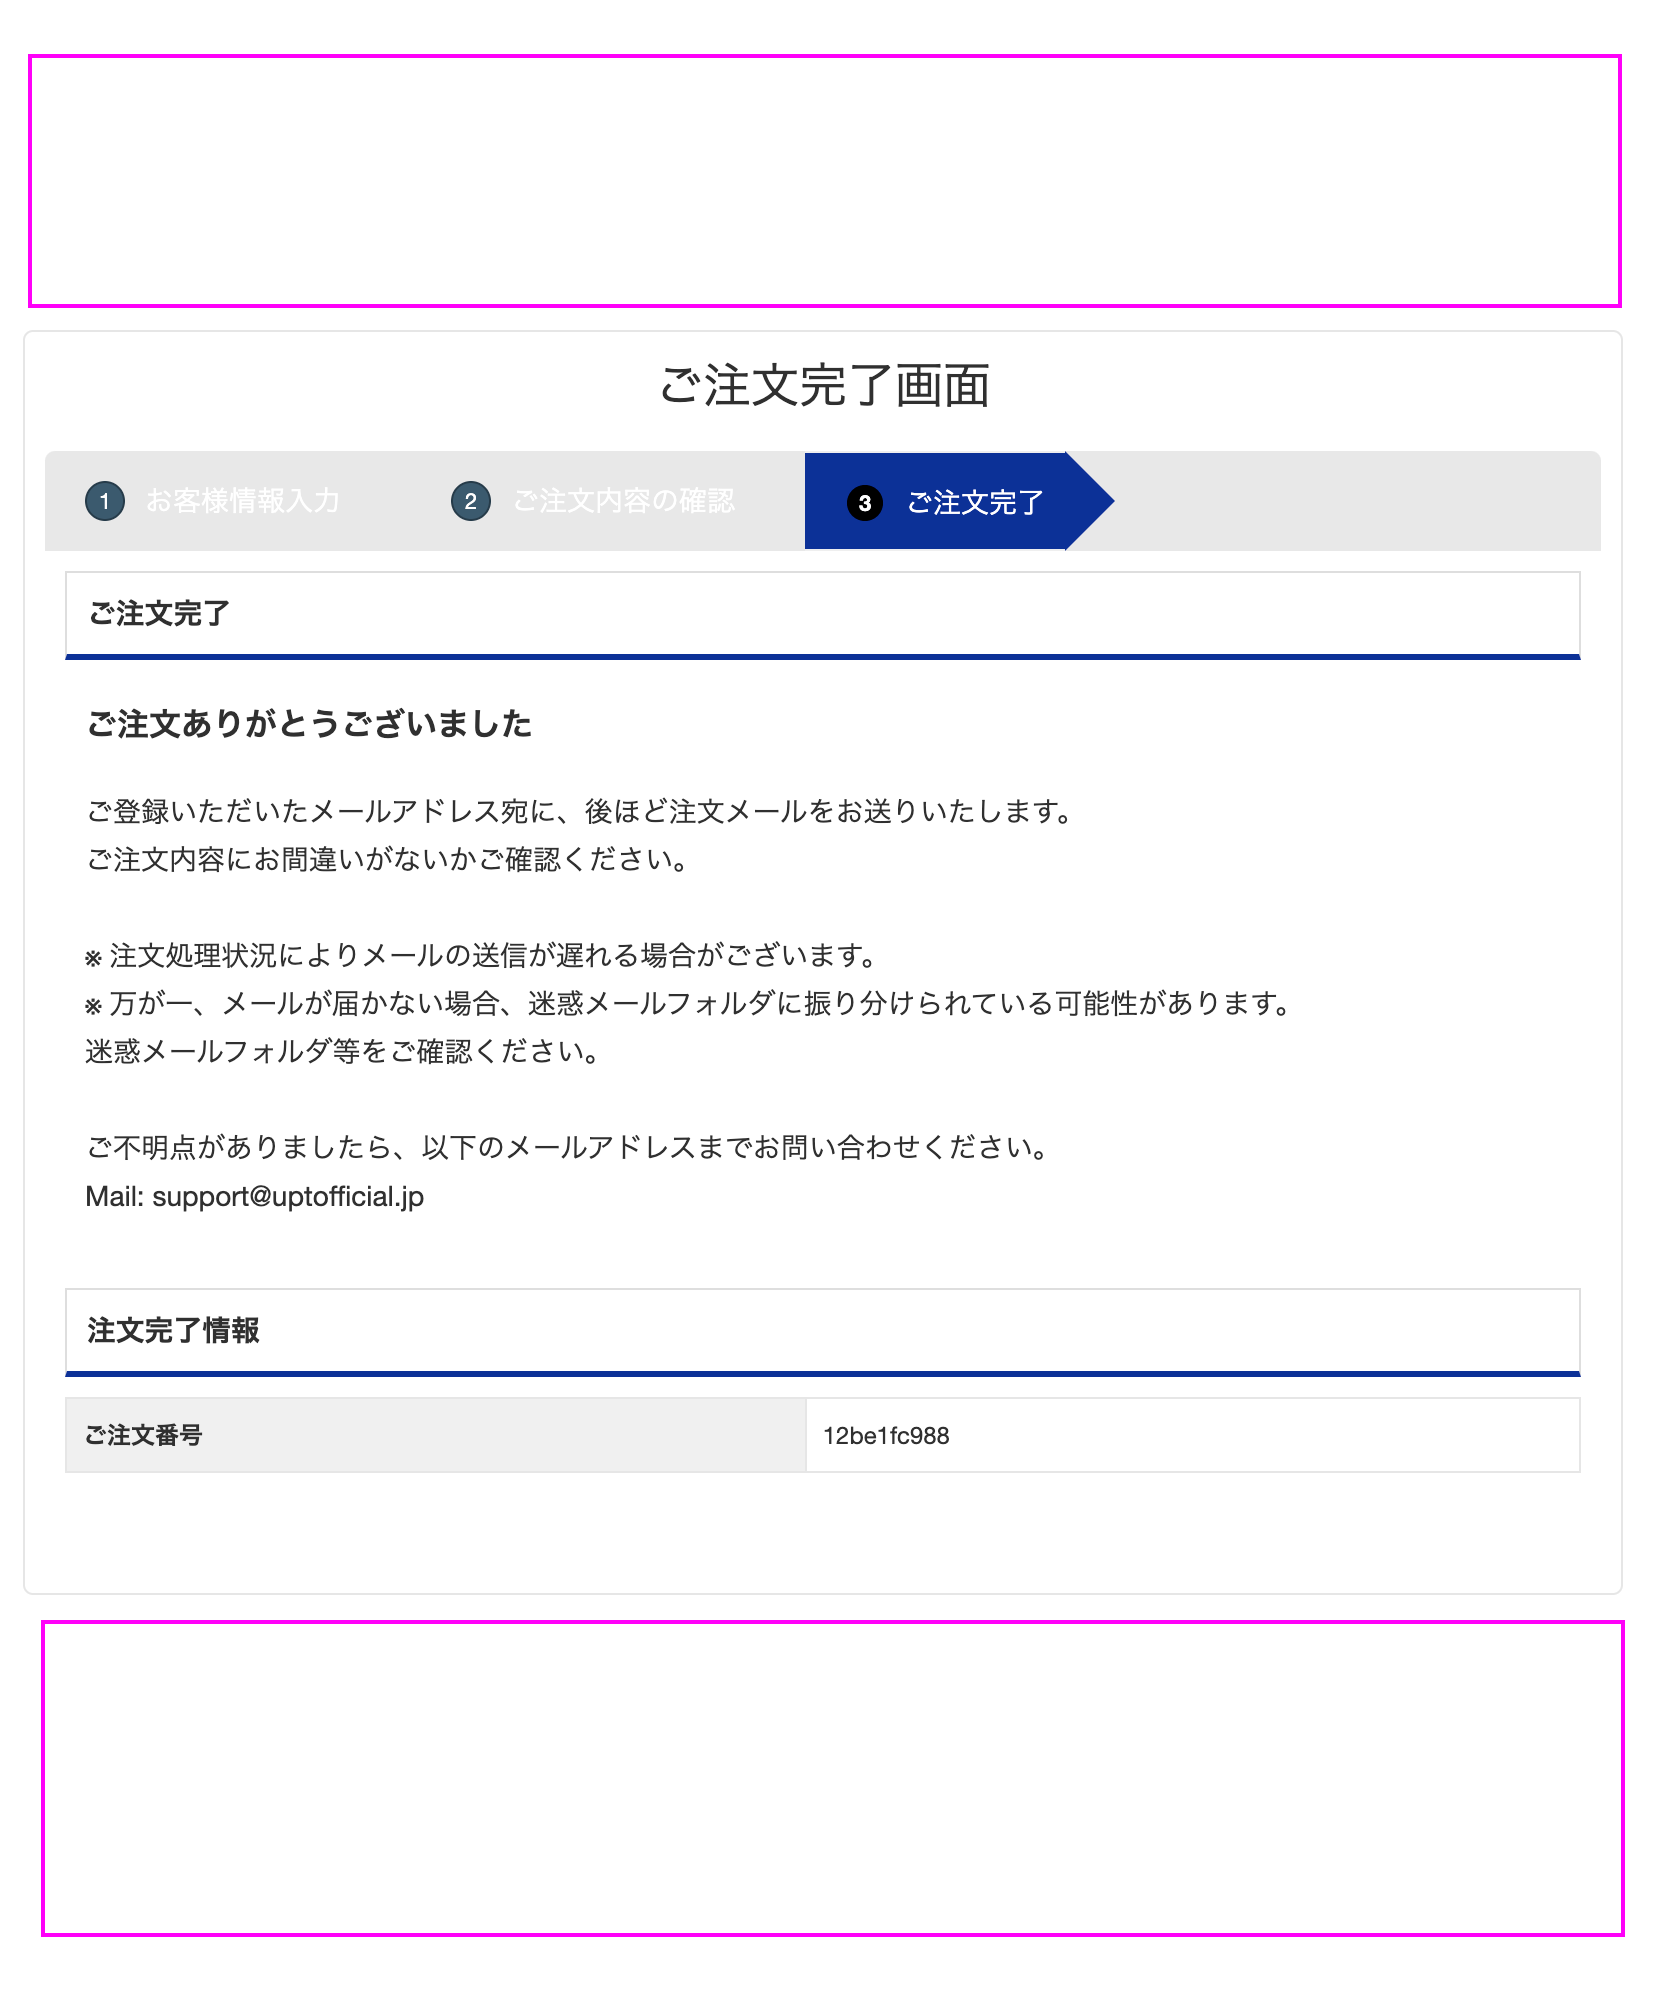 ご注文完了画面
1 お客様情報入力 2 ご注文内容の確認 3 ご注文完了
ご注文完了
ご注文ありがとうございました
ご登録いただいたメールアドレス宛に、後ほど注文メールをお送りいたします。
ご注文内容にお間違いがないかご確認ください。
※ 注文処理状況によりメールの送信が遅れる場合がございます。
※ 万が一、メールが届かない場合、迷惑メールフォルダに振り分けられている可能性があります。
迷惑メールフォルダ等をご確認ください。
ご不明点がありましたら、以下のメールアドレスまでお問い合わせください。
Mail: support@uptofficial.jp
注文完了情報
ご注文番号 12be1fc988